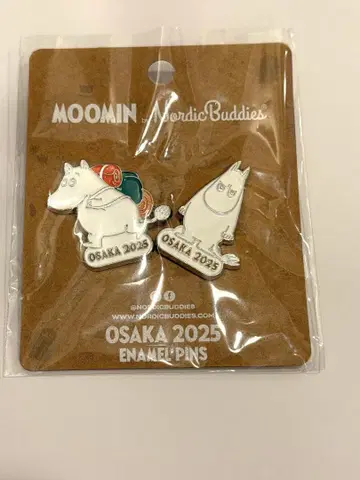 MOOMIN BY NordicBuddies
OSAKA 2025
OSAKA 2025
@NORDICBUDDIES
WWW.NORDICBUDDIES.COM
OSAKA 2025
ENAMEL PINS